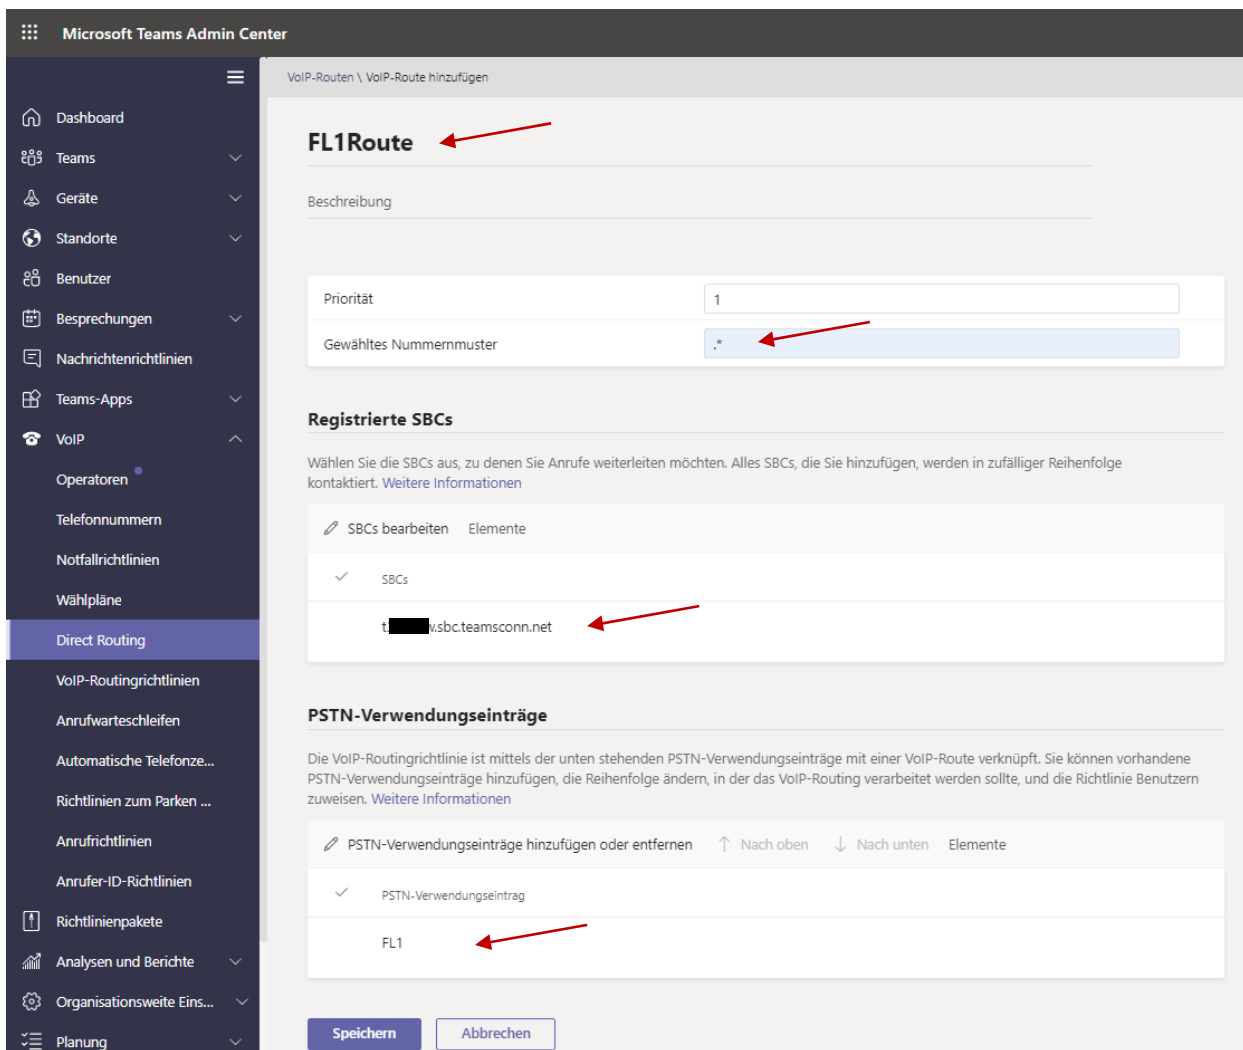 Microsoft Teams Admin Center
VoIP-Routen \ VoIP-Route hinzufügen
Dashboard
Teams
Geräte
Standorte
Benutzer
Besprechungen
Nachrichtenrichtlinien
Teams-Apps
VoIP
Operatoren
Telefonnummern
Notfallrichtlinien
Wählpläne
Direct Routing
VoIP-Routingrichtlinien
Anrufwarteschleifen
Automatische Telefonze...
Richtlinien zum Parken ...
Anrufrichtlinien
Anrufer-ID-Richtlinien
Richtlinienpakete
Analysen und Berichte
Organisationsweite Eins...
Planung
FL1Route
Beschreibung
Priorität 1
Gewähltes Nummernmuster .*
Registrierte SBCs
Wählen Sie die SBCs aus, zu denen Sie Anrufe weiterleiten möchten. Alles SBCs, die Sie hinzufügen, werden in zufälliger Reihenfolge
kontaktiert. Weitere Informationen
SBCs bearbeiten Elemente
SBCs
.sbc.teamsconn.net
PSTN-Verwendungseinträge
Die VoIP-Routingrichtlinie ist mittels der unten stehenden PSTN-Verwendungseinträge mit einer VoIP-Route verknüpft. Sie können vorhandene
PSTN-Verwendungseinträge hinzufügen, die Reihenfolge ändern, in der das VoIP-Routing verarbeitet werden sollte, und die Richtlinie Benutzern
zuweisen. Weitere Informationen
PSTN-Verwendungseinträge hinzufügen oder entfernen Nach oben Nach unten Elemente
PSTN-Verwendungseintrag
FL1
Speichern Abbrechen